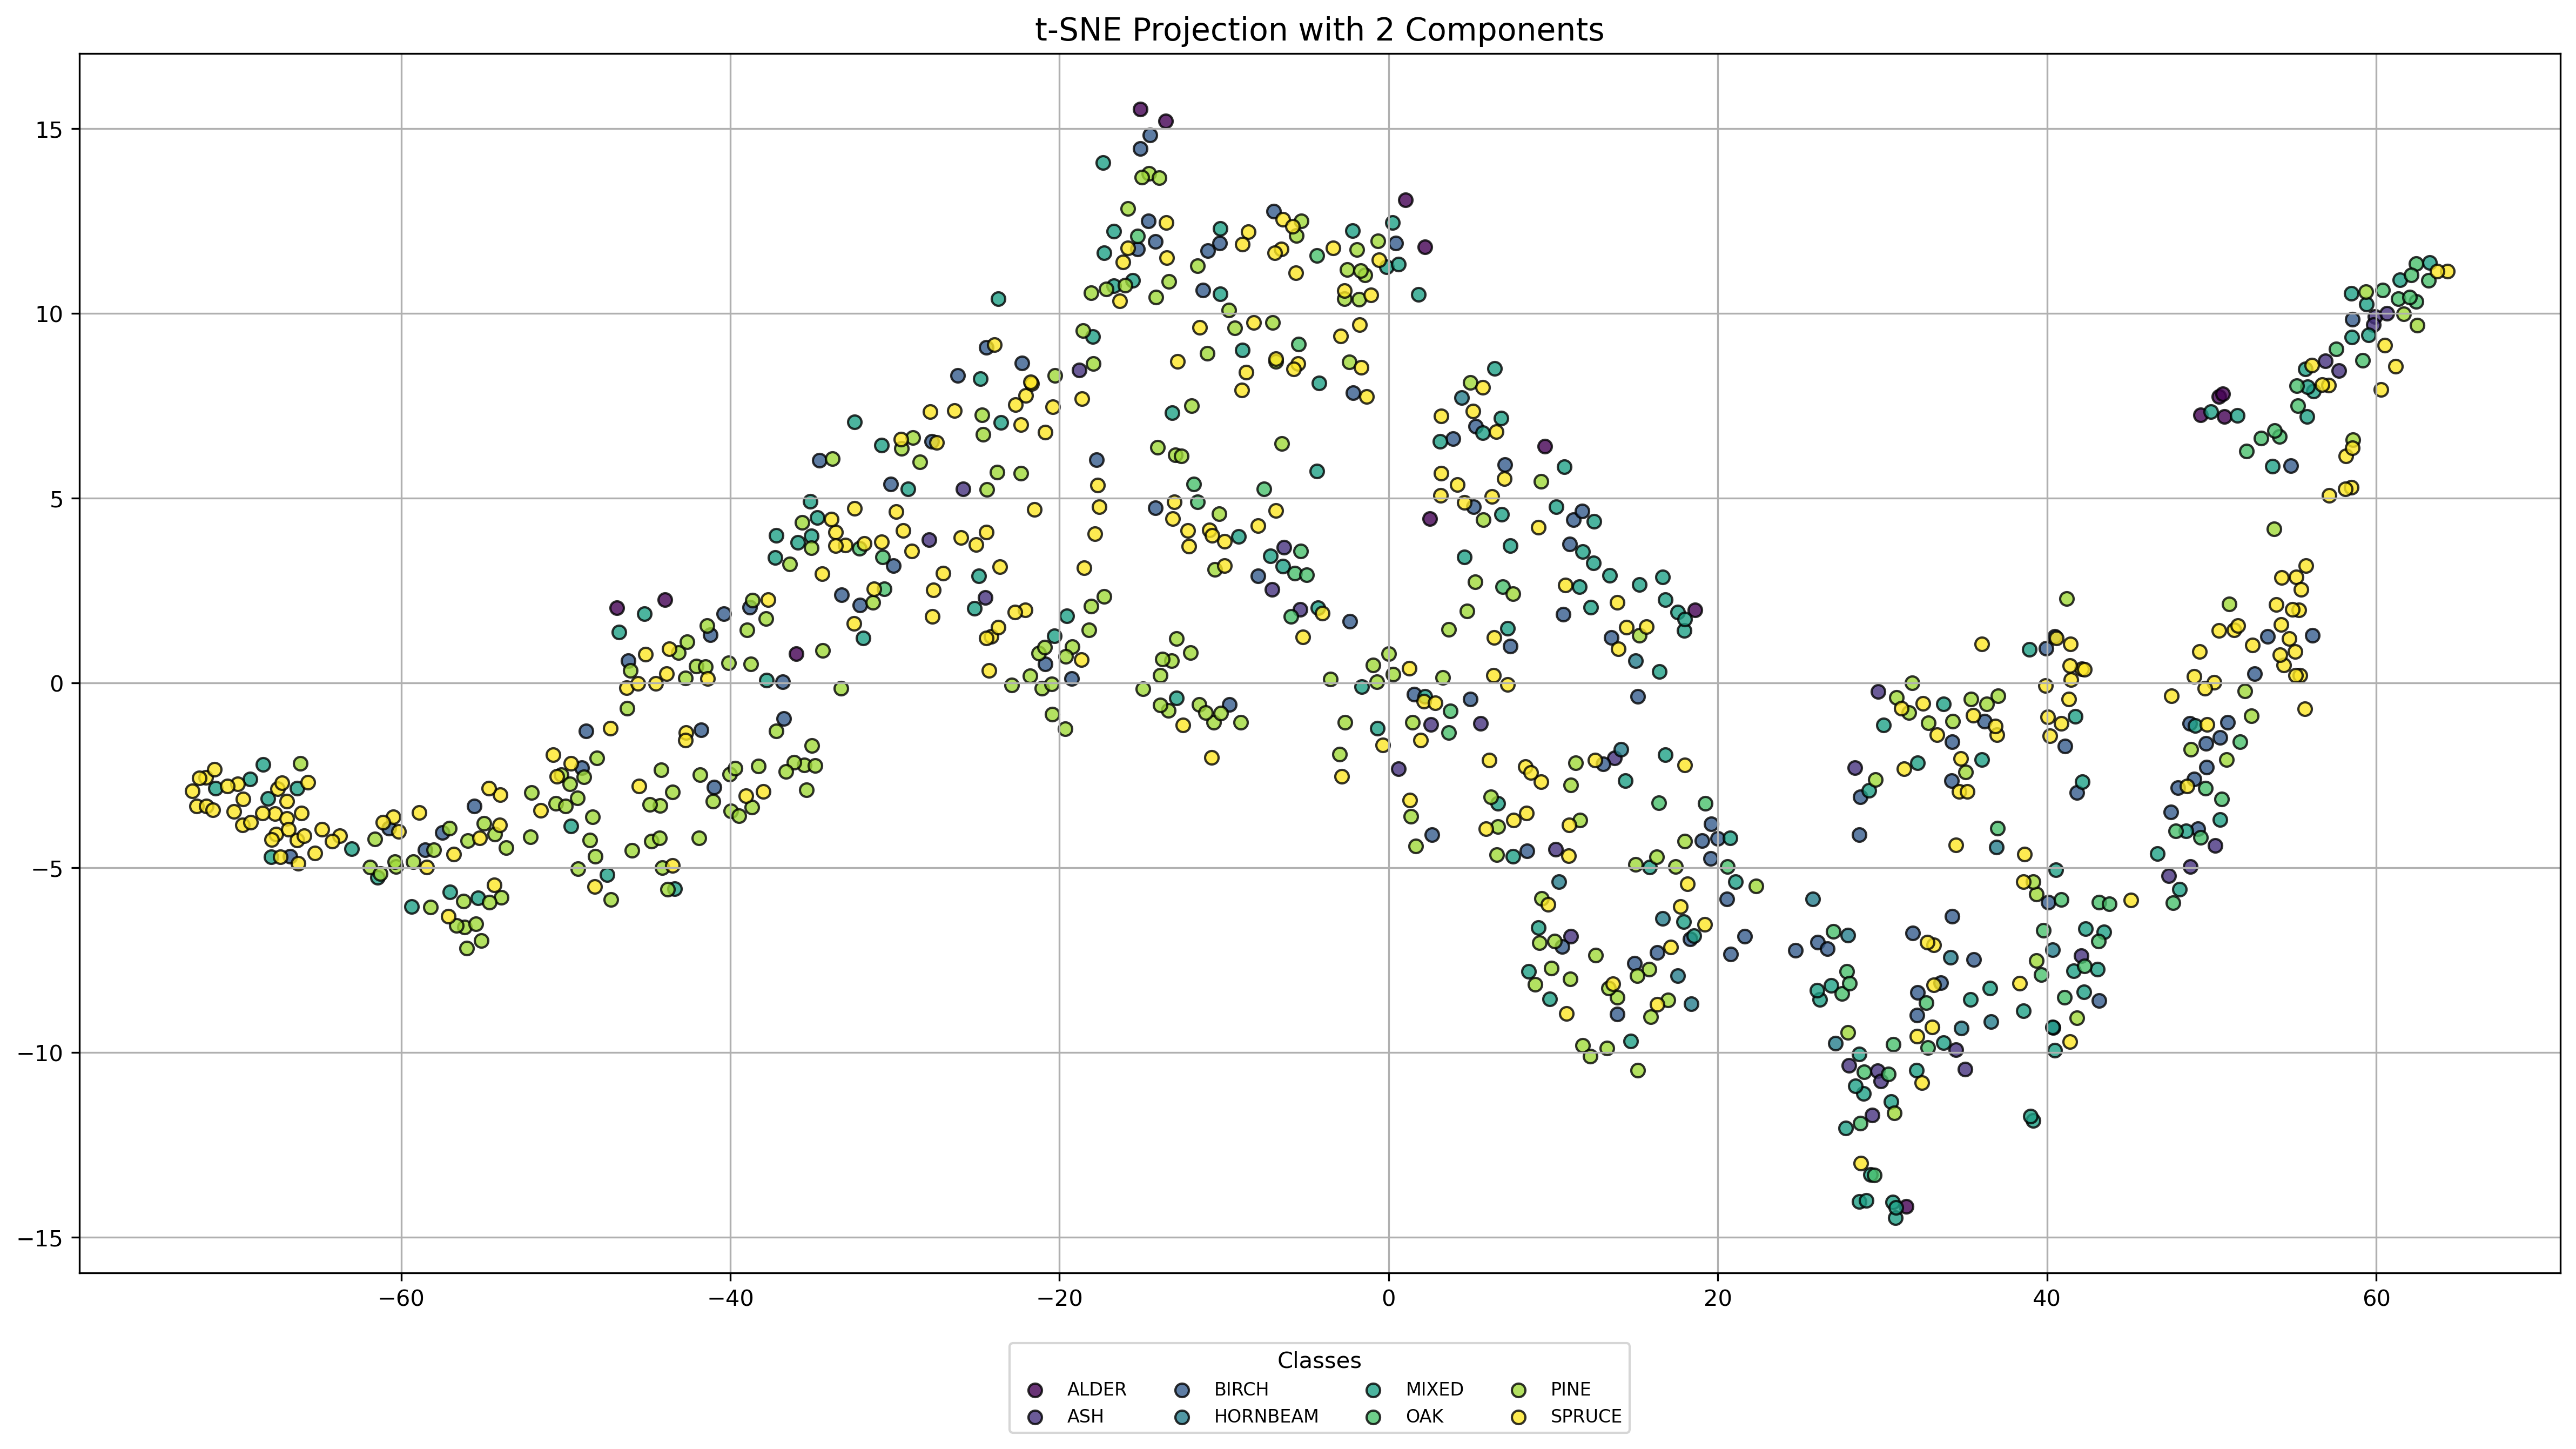 t-SNE Projection with 2 Components
15
10
5
0
−5
−10
−15
−60 −40 −20 0 20 40 60
Classes
ALDER BIRCH MIXED PINE
ASH HORNBEAM OAK SPRUCE